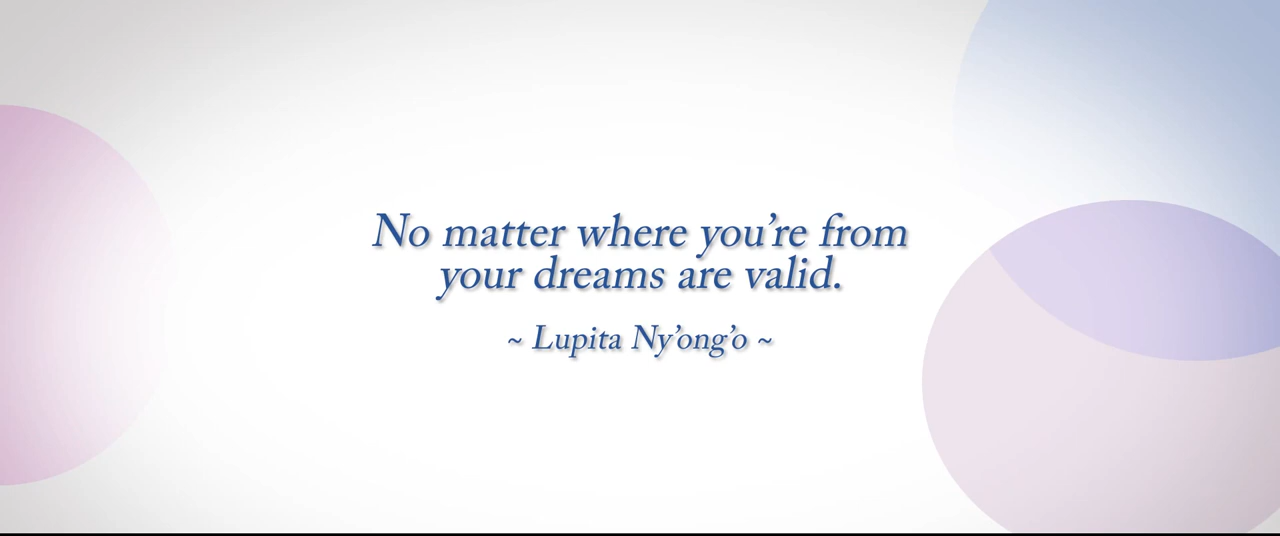 No matter where you’re from
your dreams are valid.
~ Lupita Ny’ong’o ~